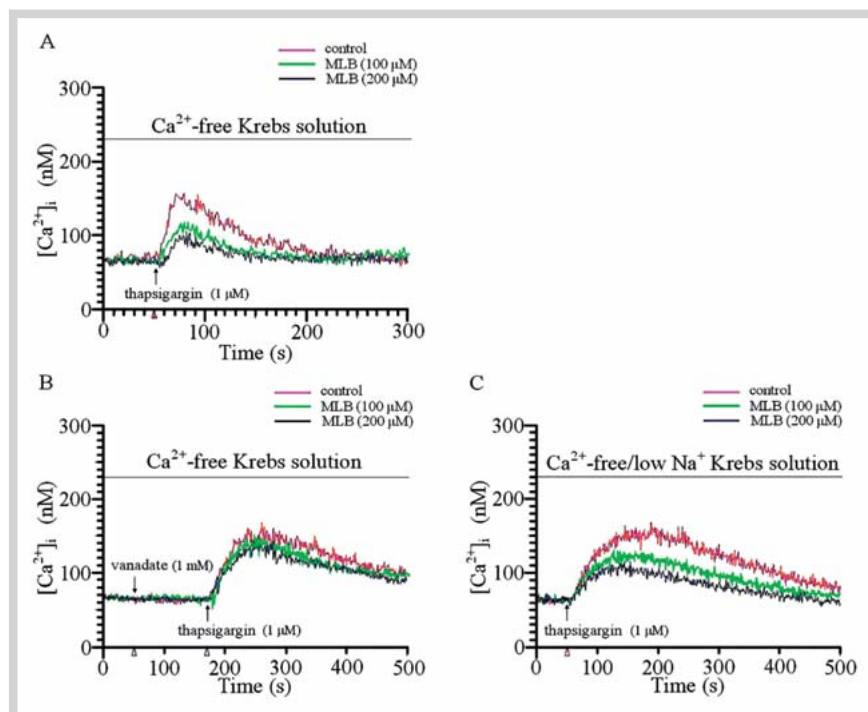 A
control
MLB (100 μM)
MLB (200 μM)
300
Ca²⁺-free Krebs solution
200
[Ca²⁺]i (nM)
100
thapsigargin (1 μM)
0
0 100 200 300
Time (s)
B
control
MLB (100 μM)
MLB (200 μM)
300
Ca²⁺-free Krebs solution
200
[Ca²⁺]i (nM)
vanadate (1 mM)
100
thapsigargin (1 μM)
0
0 100 200 300 400 500
Time (s)
C
control
MLB (100 μM)
MLB (200 μM)
300
Ca²⁺-free/low Na⁺ Krebs solution
200
[Ca²⁺]i (nM)
100
thapsigargin (1 μM)
0
0 100 200 300 400 500
Time (s)